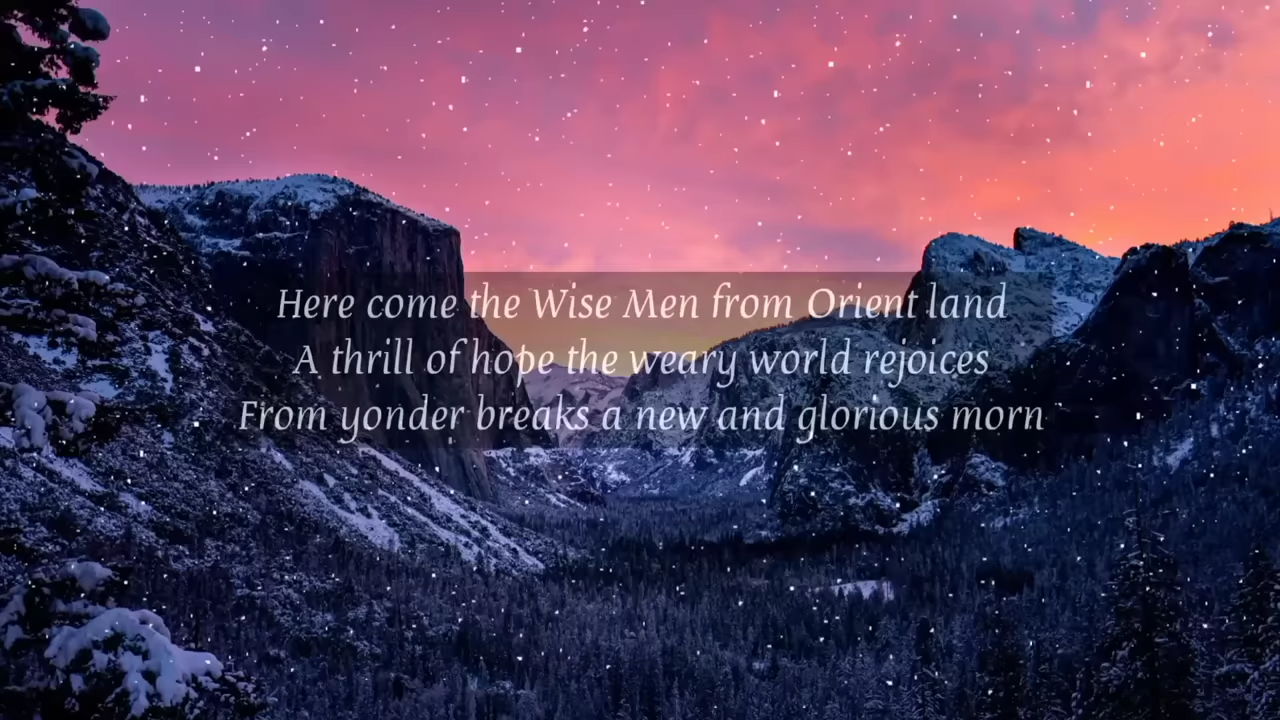 Here come the Wise Men from Orient land
A thrill of hope the weary world rejoices
From yonder breaks a new and glorious morn